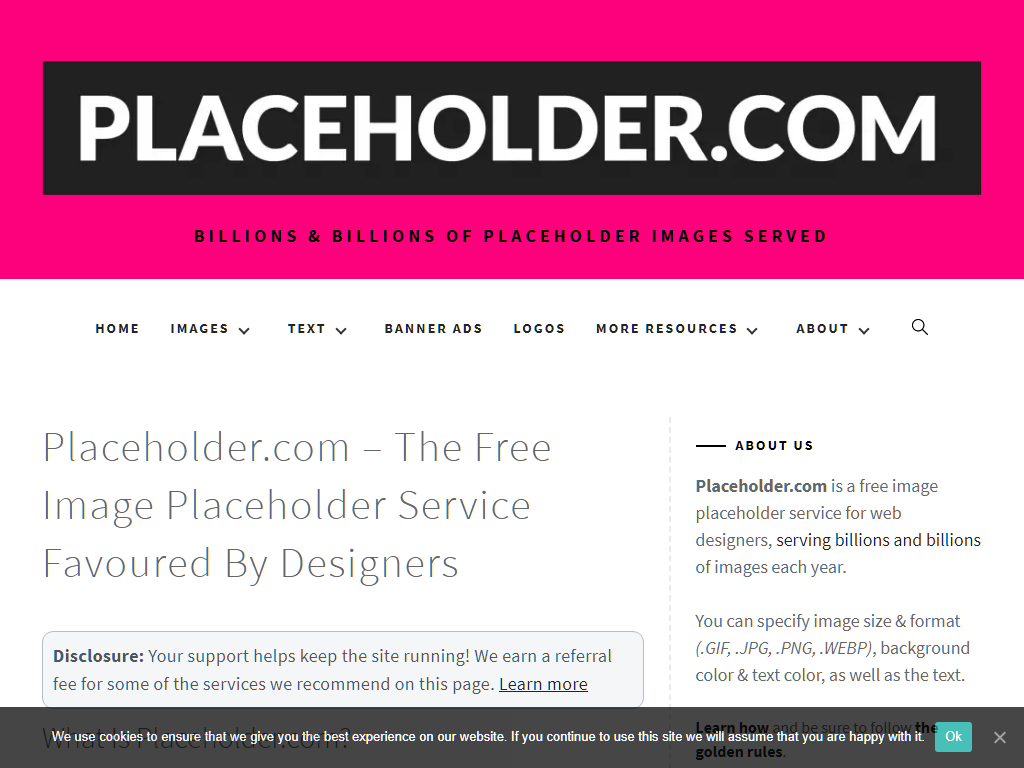 PLACEHOLDER.COM
BILLIONS & BILLIONS OF PLACEHOLDER IMAGES SERVED
HOME IMAGES TEXT BANNER ADS LOGOS MORE RESOURCES ABOUT
Placeholder.com – The Free
Image Placeholder Service
Favoured By Designers
Disclosure: Your support helps keep the site running! We earn a referral
fee for some of the services we recommend on this page. Learn more
What Is Placeholder.com?
ABOUT US
Placeholder.com is a free image
placeholder service for web
designers, serving billions and billions
of images each year.
You can specify image size & format
(.GIF, .JPG, .PNG, .WEBP), background
color & text color, as well as the text.
Learn how and be sure to follow the
golden rules.
We use cookies to ensure that we give you the best experience on our website. If you continue to use this site we will assume that you are happy with it. Ok